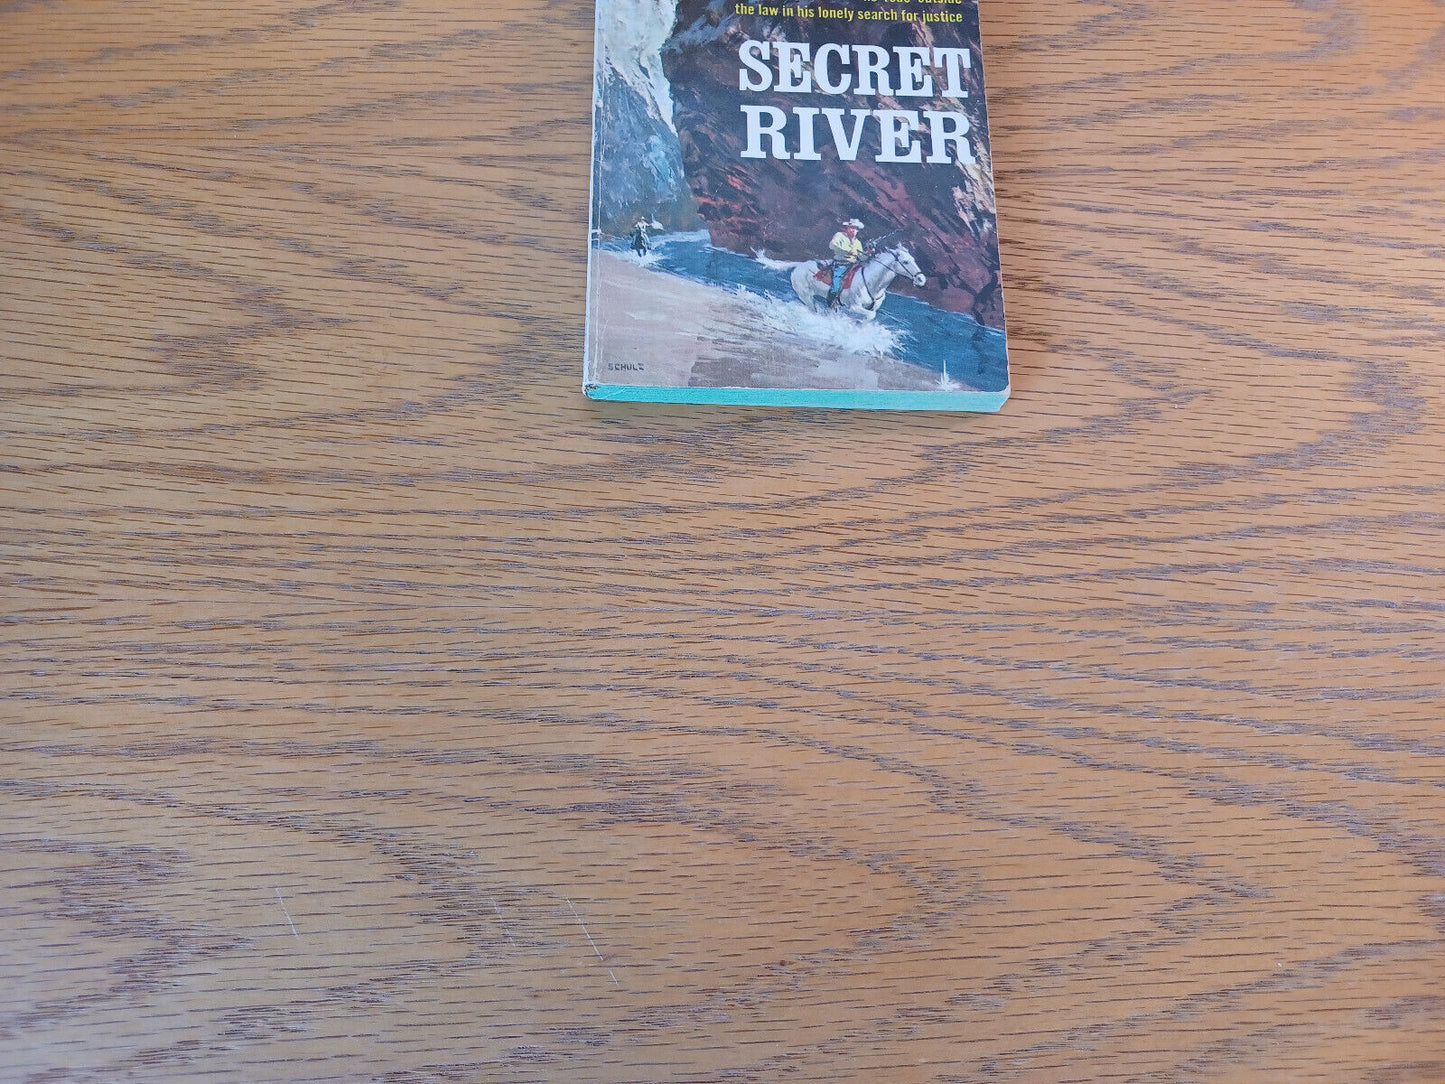 the law in his lonely search for justice
SECRET
RIVER
SCHULZ